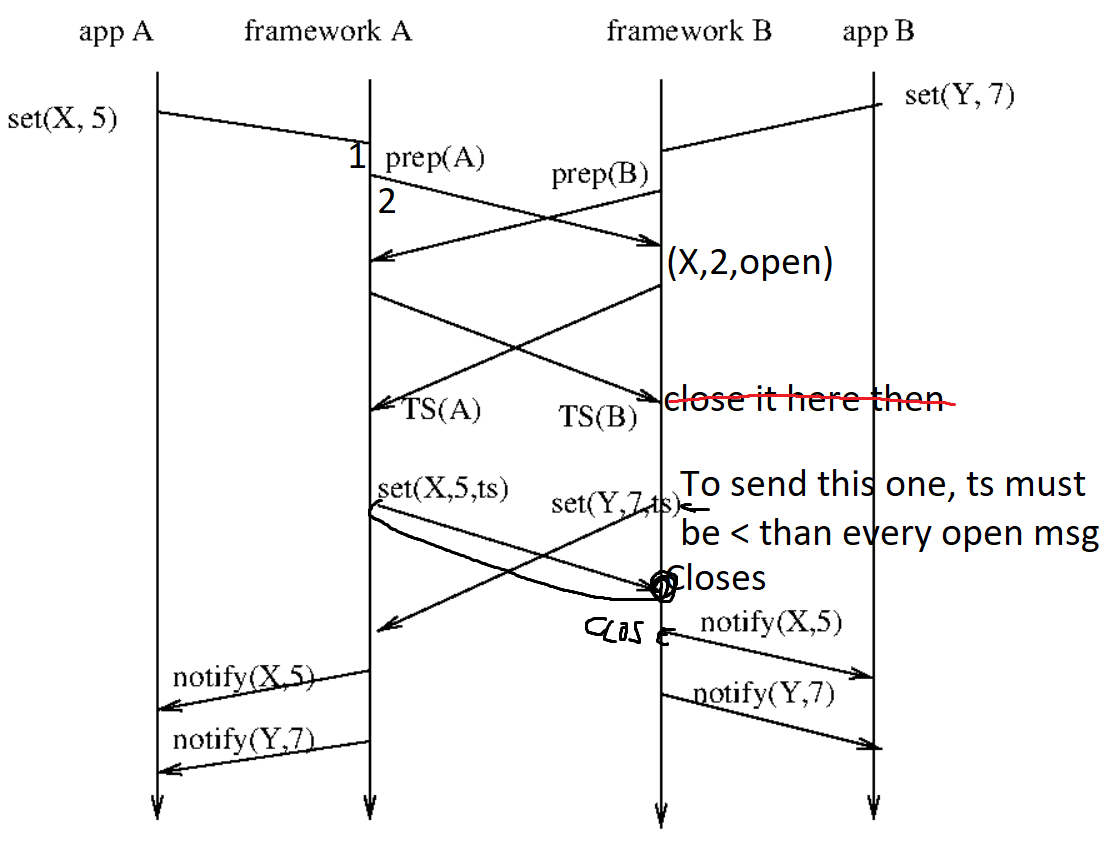 app A
framework A
framework B
app B
set(X, 5)
set(Y, 7)
1
prep(A)
prep(B)
2
(X,2,open)
TS(A)
TS(B)
close it here then
set(X,5,ts)
set(Y,7,ts)
To send this one, ts must
be < than every open msg
Closes
CLOSE
notify(X,5)
notify(X,5)
notify(Y,7)
notify(Y,7)